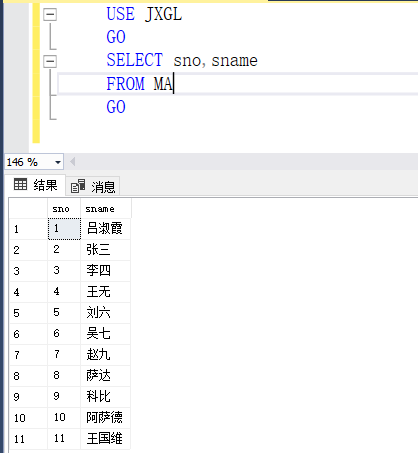 USE JXGL
GO
SELECT sno,sname
FROM MA
GO
146 %
结果 消息
sno sname
1 1 吕淑霞
2 2 张三
3 3 李四
4 4 王无
5 5 刘六
6 6 吴七
7 7 赵九
8 8 萨达
9 9 科比
10 10 阿萨德
11 11 王国维